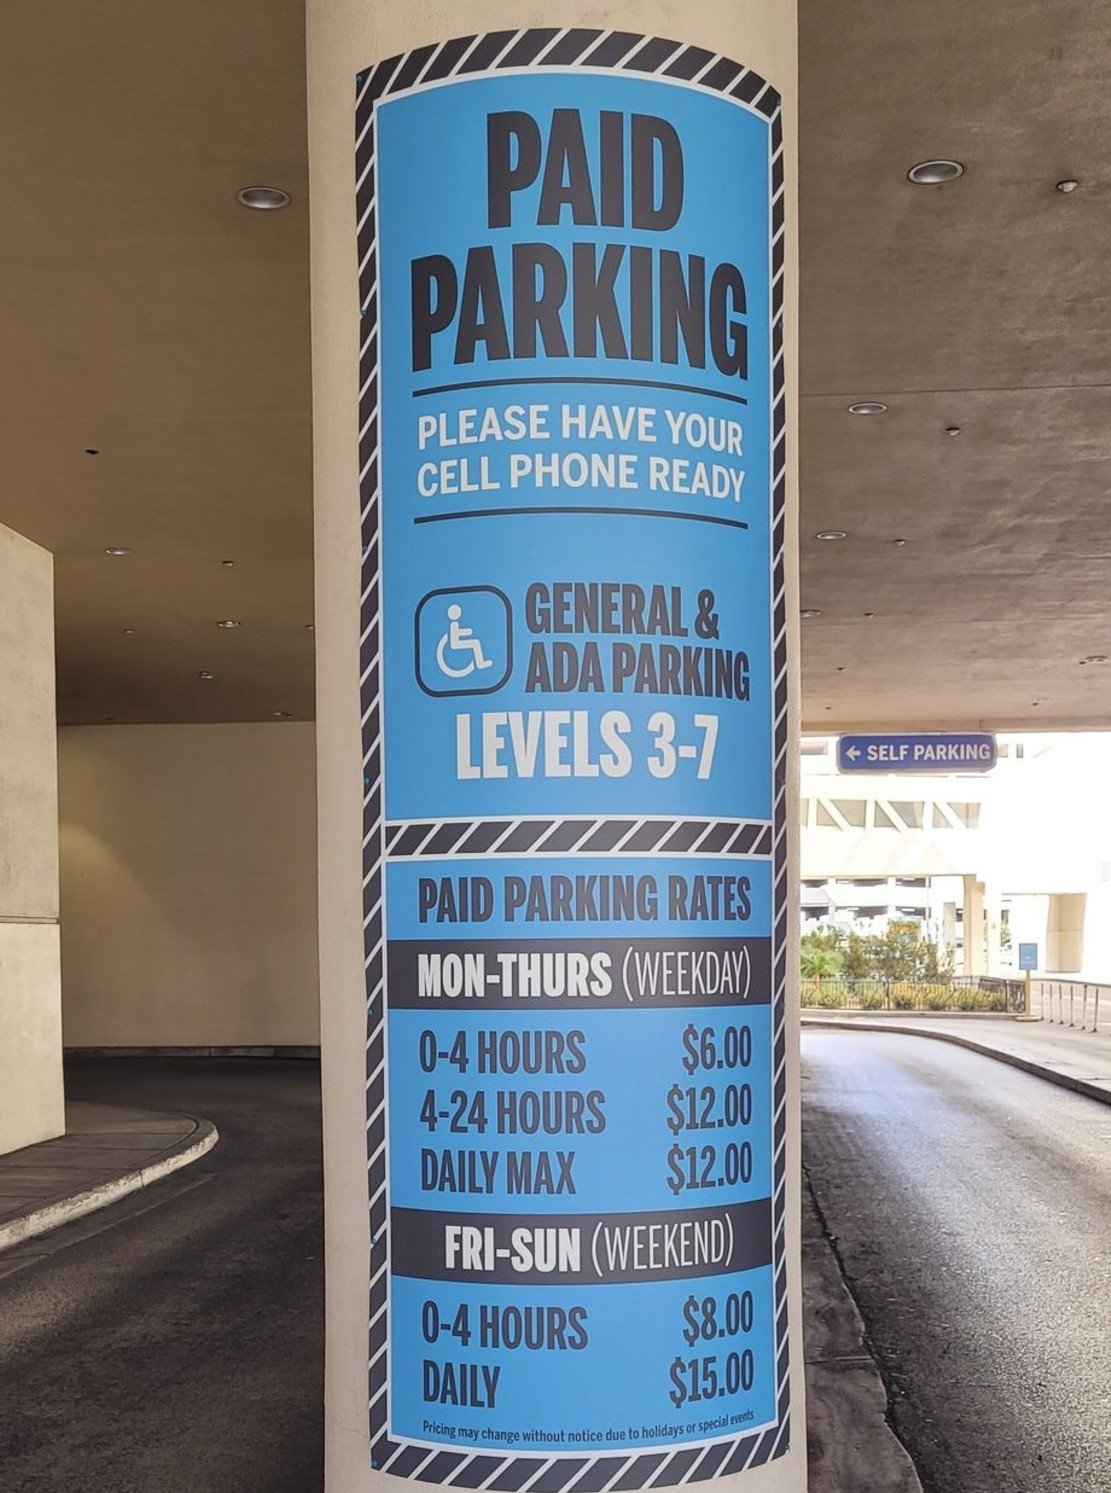 PAID
PARKING
PLEASE HAVE YOUR
CELL PHONE READY
GENERAL &
ADA PARKING
LEVELS 3-7
← SELF PARKING
PAID PARKING RATES
MON-THURS (WEEKDAY)
0-4 HOURS $6.00
4-24 HOURS $12.00
DAILY MAX $12.00
FRI-SUN (WEEKEND)
0-4 HOURS $8.00
DAILY $15.00
Pricing may change without notice due to holidays or special events